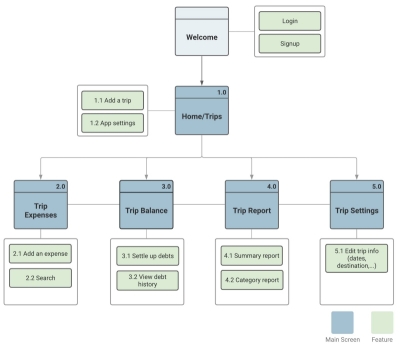 Welcome
Login
Signup
1.0
Home/Trips
1.1 Add a trip
1.2 App settings
2.0
Trip
Expenses
2.1 Add an expense
2.2 Search
3.0
Trip Balance
3.1 Settle up debts
3.2 View debt
history
4.0
Trip Report
4.1 Summary report
4.2 Category report
5.0
Trip Settings
5.1 Edit trip info
(dates,
destination,...)
Main Screen
Feature